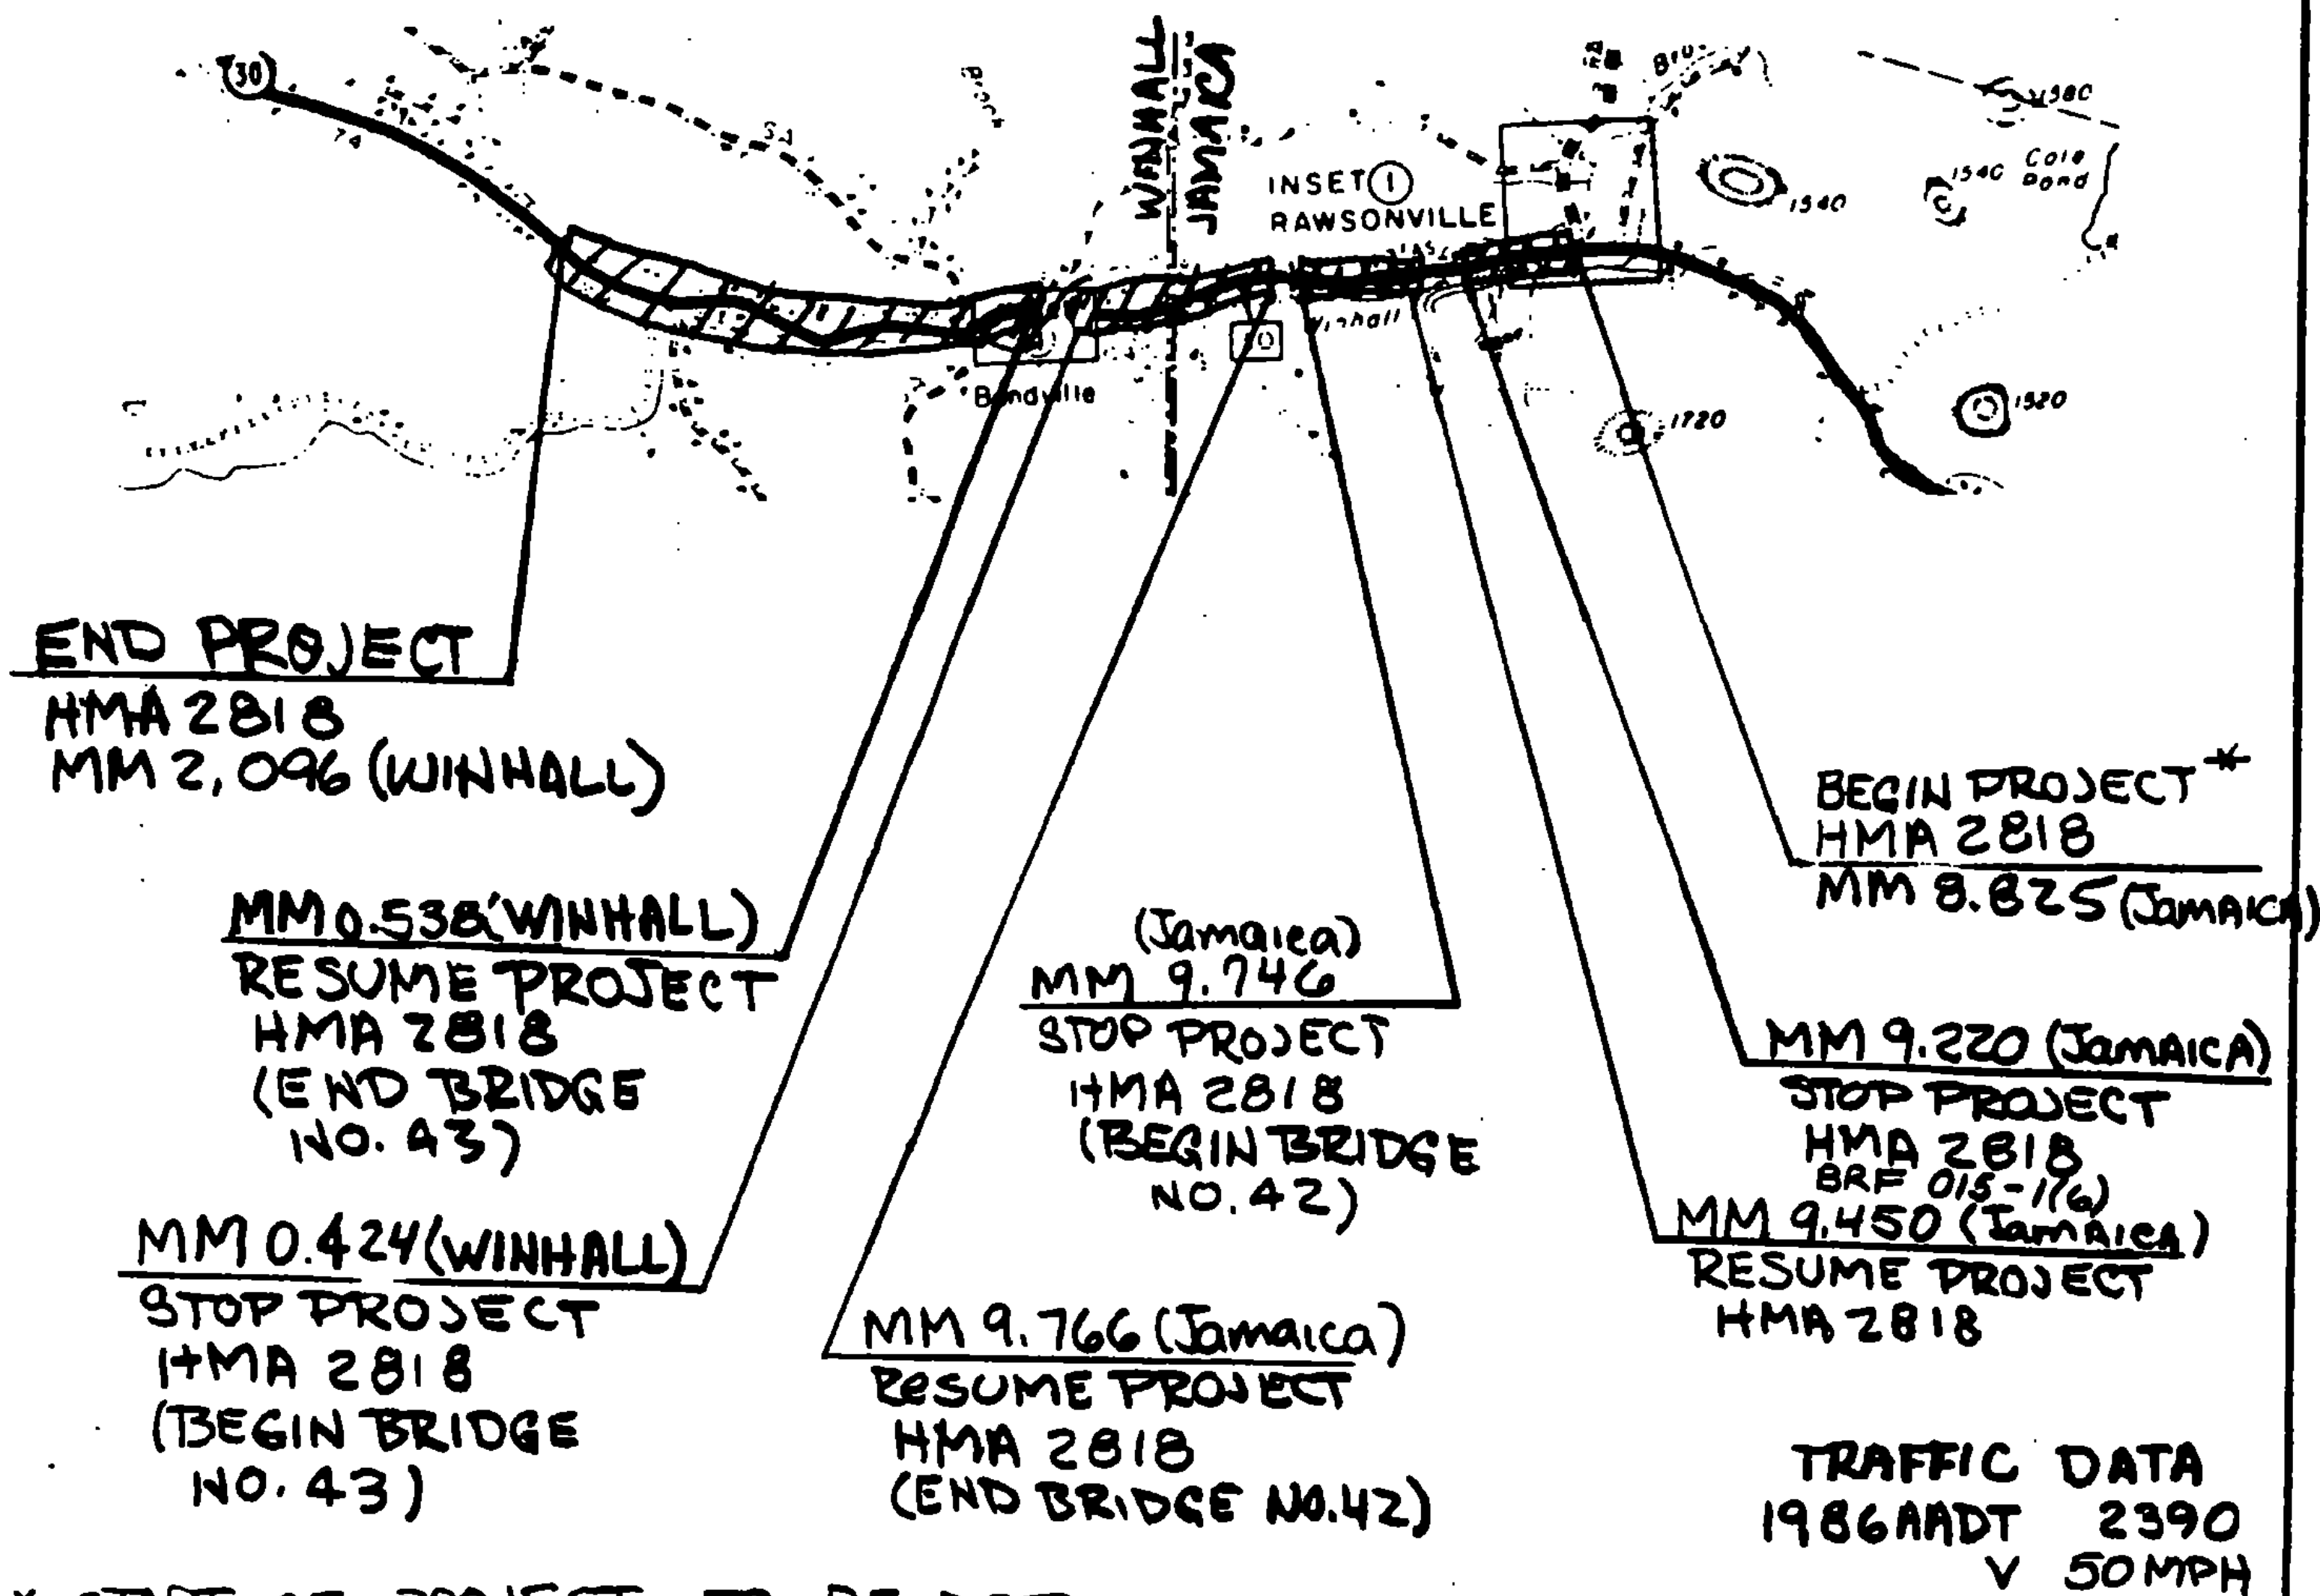 30
WINHALL
JAMAICA
INSET 1
RAWSONVILLE
810
1980
1540
1540
Cole
Pond
Winhall
Bondville
1720
1920
END PROJECT
HMA 2818
MM 2,096 (WINHALL)
BEGIN PROJECT *
HMA 2818
MM 8.825 (JAMAICA)
MM 0.538 (WINHALL)
RESUME PROJECT
HMA 2818
(END BRIDGE
NO. 43)
(Jamaica)
MM 9.746
STOP PROJECT
HMA 2818
(BEGIN BRIDGE
NO. 42)
MM 9.220 (JAMAICA)
STOP PROJECT
HMA 2818
BRF 015-1(6)
MM 9.450 (JAMAICA)
RESUME PROJECT
HMA 2818
MM 0.424 (WINHALL)
STOP PROJECT
HMA 2818
(BEGIN BRIDGE
NO. 43)
MM 9.766 (Jamaica)
RESUME PROJECT
HMA 2818
(END BRIDGE NO. 42)
TRAFFIC DATA
1986 AADT 2390
V 50 MPH